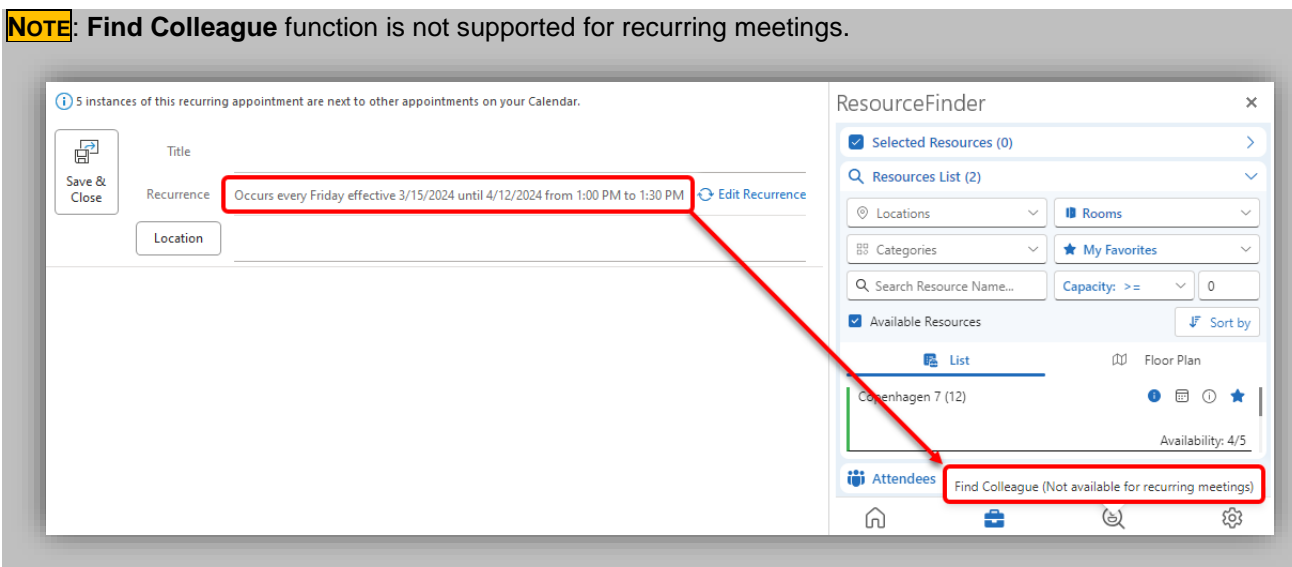 NOTE: Find Colleague function is not supported for recurring meetings.
5 instances of this recurring appointment are next to other appointments on your Calendar.
Save & Close
Title
Recurrence
Occurs every Friday effective 3/15/2024 until 4/12/2024 from 1:00 PM to 1:30 PM
Edit Recurrence
Location
ResourceFinder
Selected Resources (0)
Resources List (2)
Locations
Rooms
Categories
My Favorites
Search Resource Name...
Capacity: >=
0
Available Resources
Sort by
List
Floor Plan
Copenhagen 7 (12)
Availability: 4/5
Attendees
Find Colleague (Not available for recurring meetings)